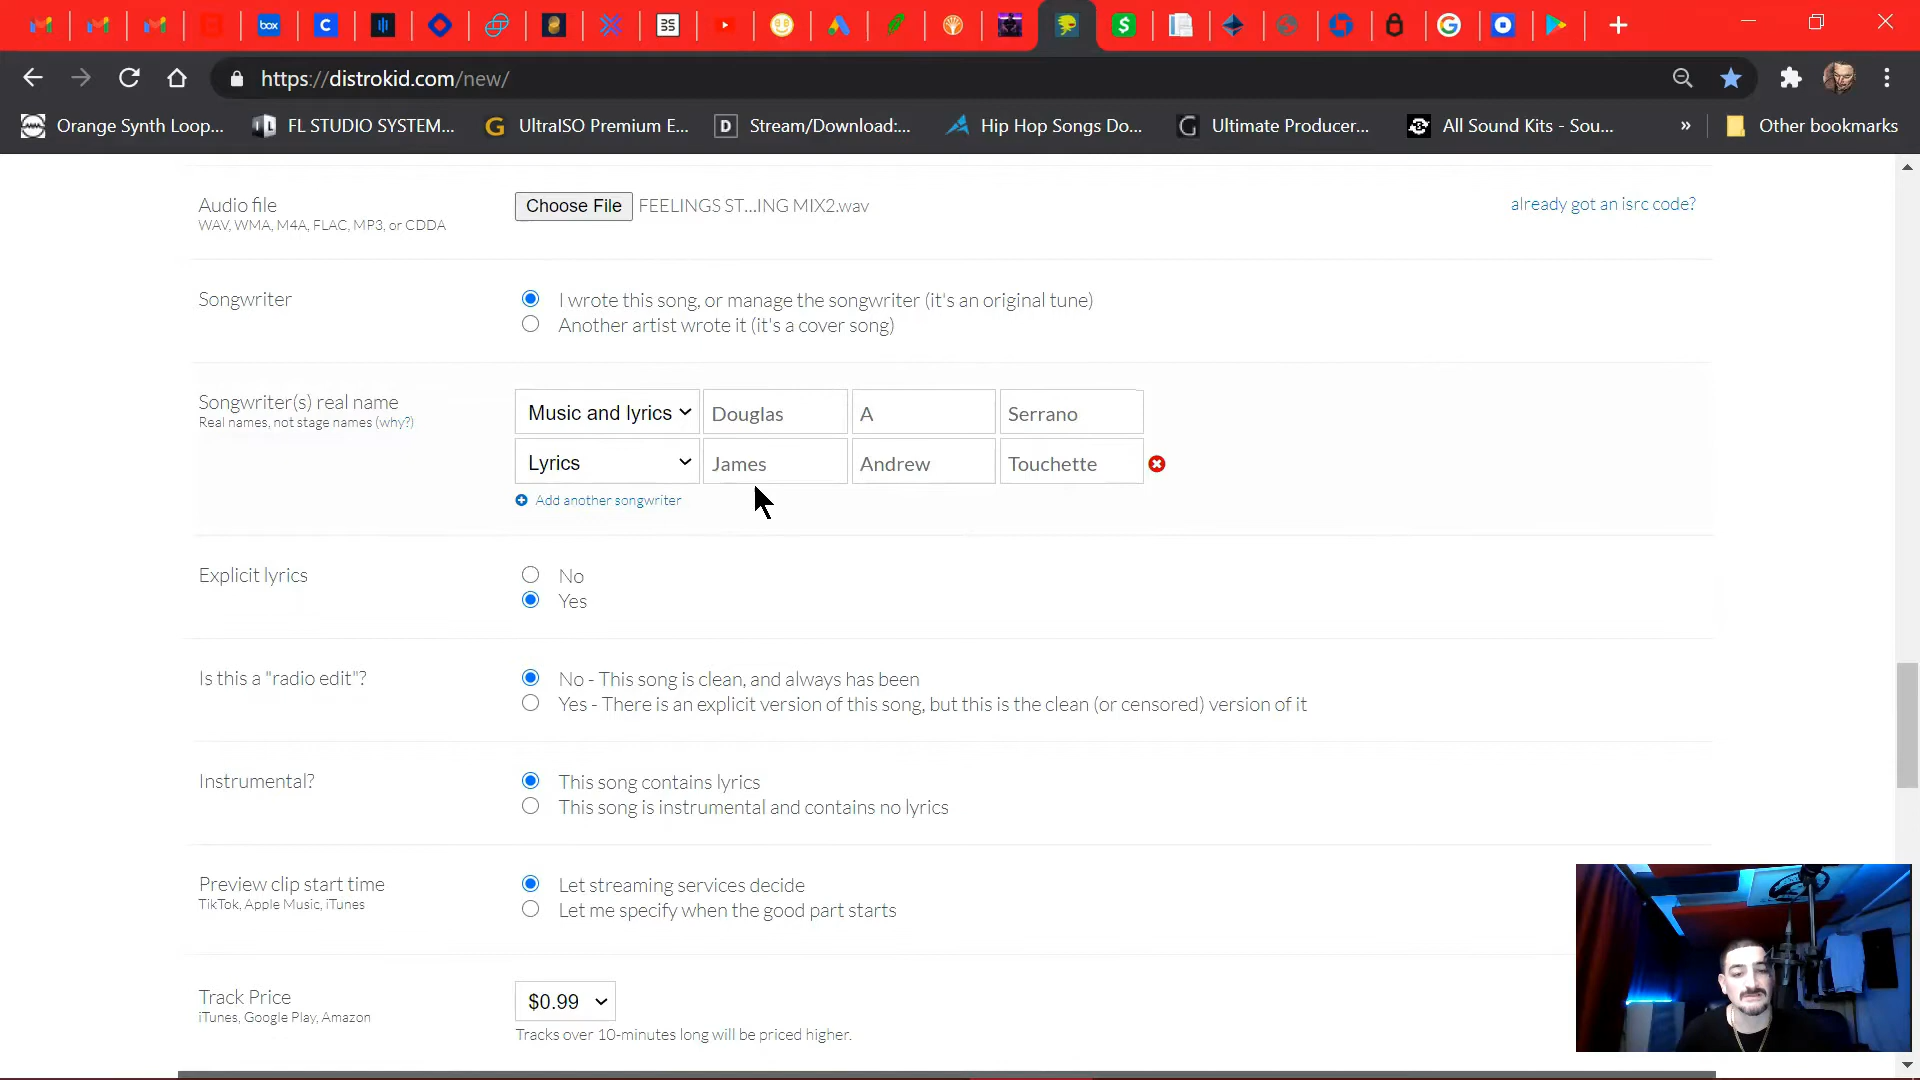 box
35
https://distrokid.com/new/
Orange Synth Loop...
FL STUDIO SYSTEM...
UltraISO Premium E...
Stream/Download:...
Hip Hop Songs Do...
Ultimate Producer...
All Sound Kits - Sou...
»
Other bookmarks
Audio file
WAV, WMA, M4A, FLAC, MP3, or CDDA
Choose File FEELINGS ST...ING MIX2.wav
already got an isrc code?
Songwriter
I wrote this song, or manage the songwriter (it's an original tune)
Another artist wrote it (it's a cover song)
Songwriter(s) real name
Real names, not stage names (why?)
Music and lyrics Douglas A Serrano
Lyrics James Andrew Touchette
Add another songwriter
Explicit lyrics
No
Yes
Is this a "radio edit"?
No - This song is clean, and always has been
Yes - There is an explicit version of this song, but this is the clean (or censored) version of it
Instrumental?
This song contains lyrics
This song is instrumental and contains no lyrics
Preview clip start time
TikTok, Apple Music, iTunes
Let streaming services decide
Let me specify when the good part starts
Track Price
iTunes, Google Play, Amazon
$0.99
Tracks over 10-minutes long will be priced higher.